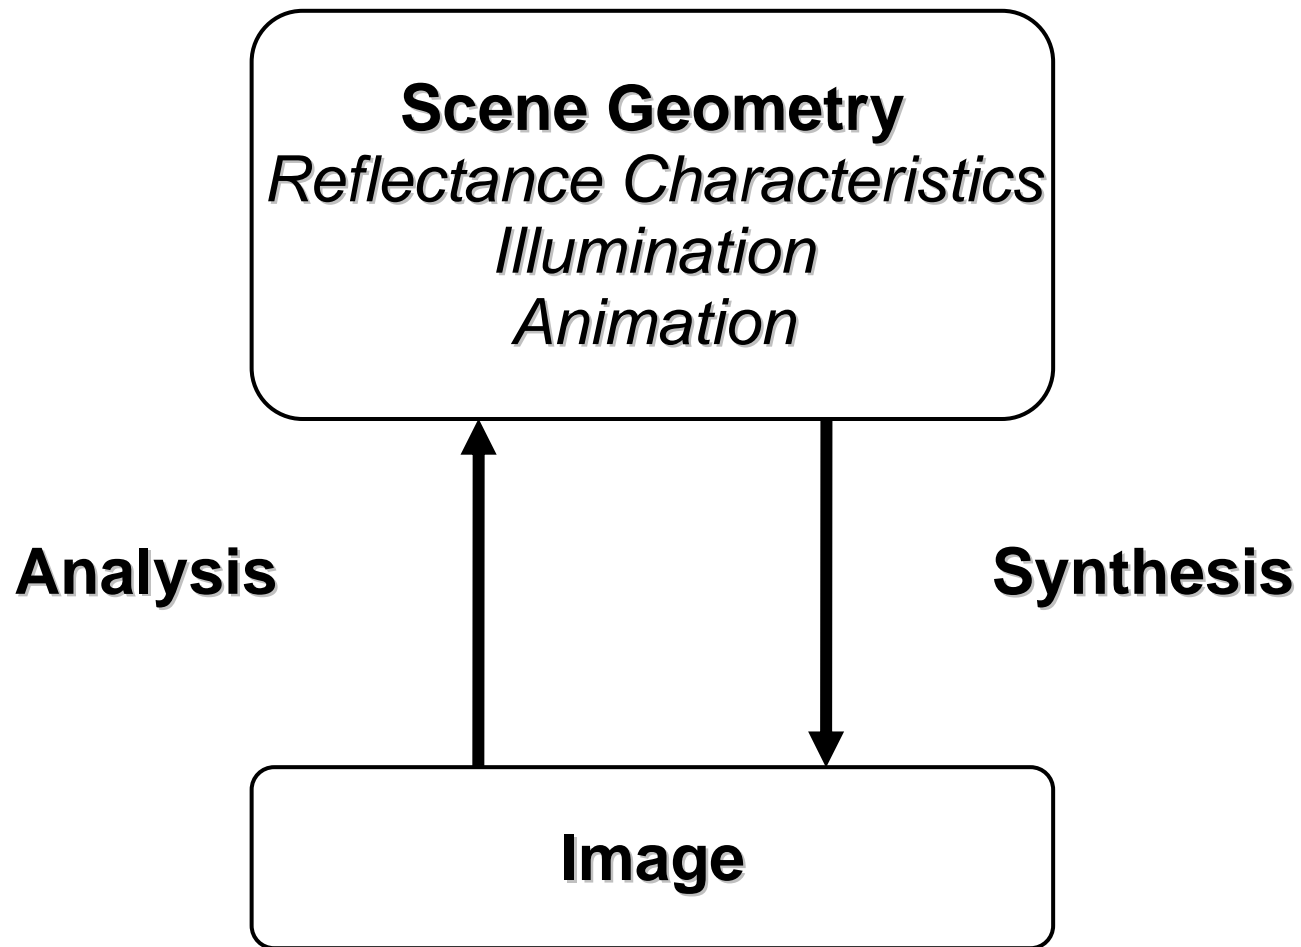 Scene Geometry
Reflectance Characteristics
Illumination
Animation
Analysis
Synthesis
Image